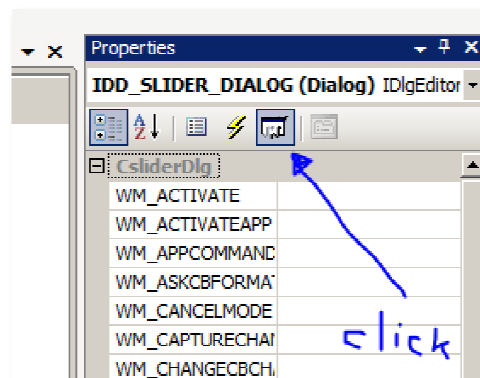 Properties
IDD_SLIDER_DIALOG (Dialog) IDlgEditor
CsliderDlg
WM_ACTIVATE
WM_ACTIVATEAPP
WM_APPCOMMAND
WM_ASKCBFORMAT
WM_CANCELMODE
WM_CAPTURECHAN
WM_CHANGECBCHA
click